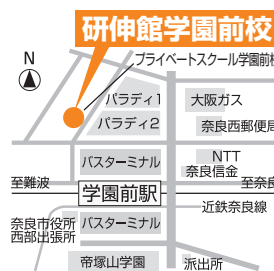 研伸館学園前校
N
プライベートスクール学園前校
パラディ1
大阪ガス
パラディ2
奈良西郵便局
バスターミナル
NTT
奈良信金
至難波
至奈良
学園前駅
近鉄奈良線
奈良市役所
西部出張所
バスターミナル
帝塚山学園
派出所